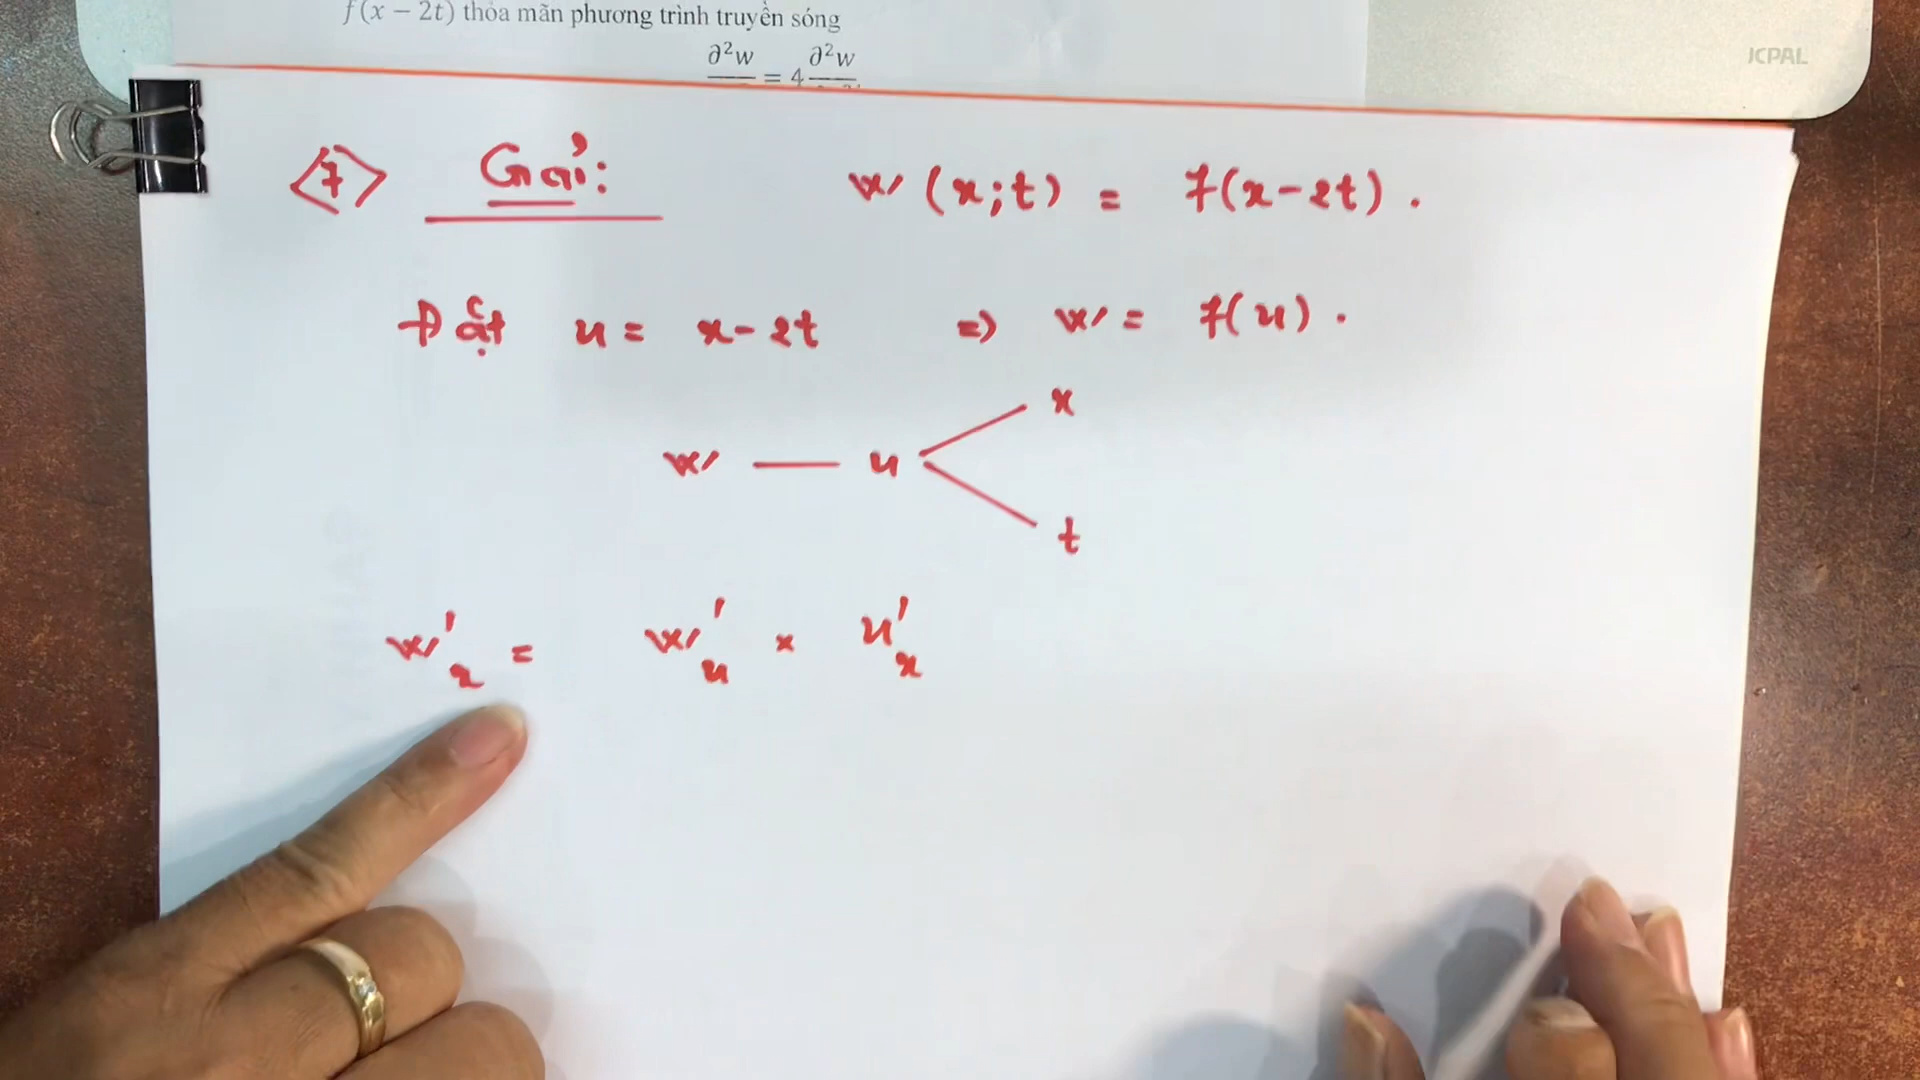 f(x − 2t) thỏa mãn phương trình truyền sóng
∂²w = 4 ∂²w
JCPAL
<7> Giải: w(x;t) = f(x-2t).
Đặt u = x-2t => w = f(u).
x
w — u
t
w'x = w'u × u'x